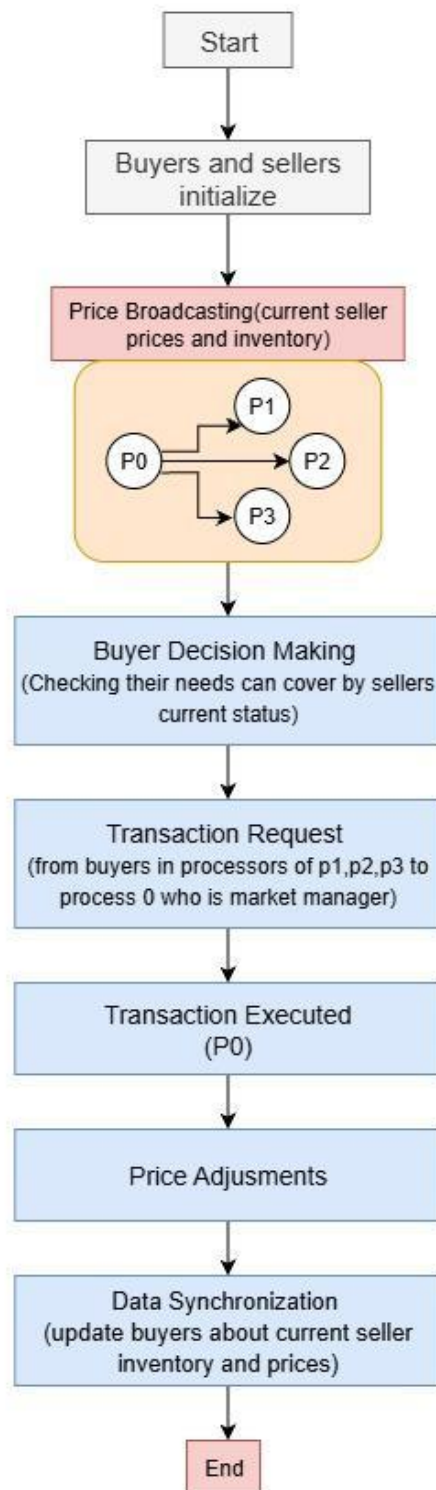 Start
Buyers and sellers
initialize
Price Broadcasting(current seller
prices and inventory)
P1
P0
P2
P3
Buyer Decision Making
(Checking their needs can cover by sellers
current status)
Transaction Request
(from buyers in processors of p1,p2,p3 to
process 0 who is market manager)
Transaction Executed
(P0)
Price Adjusments
Data Synchronization
(update buyers about current seller
inventory and prices)
End